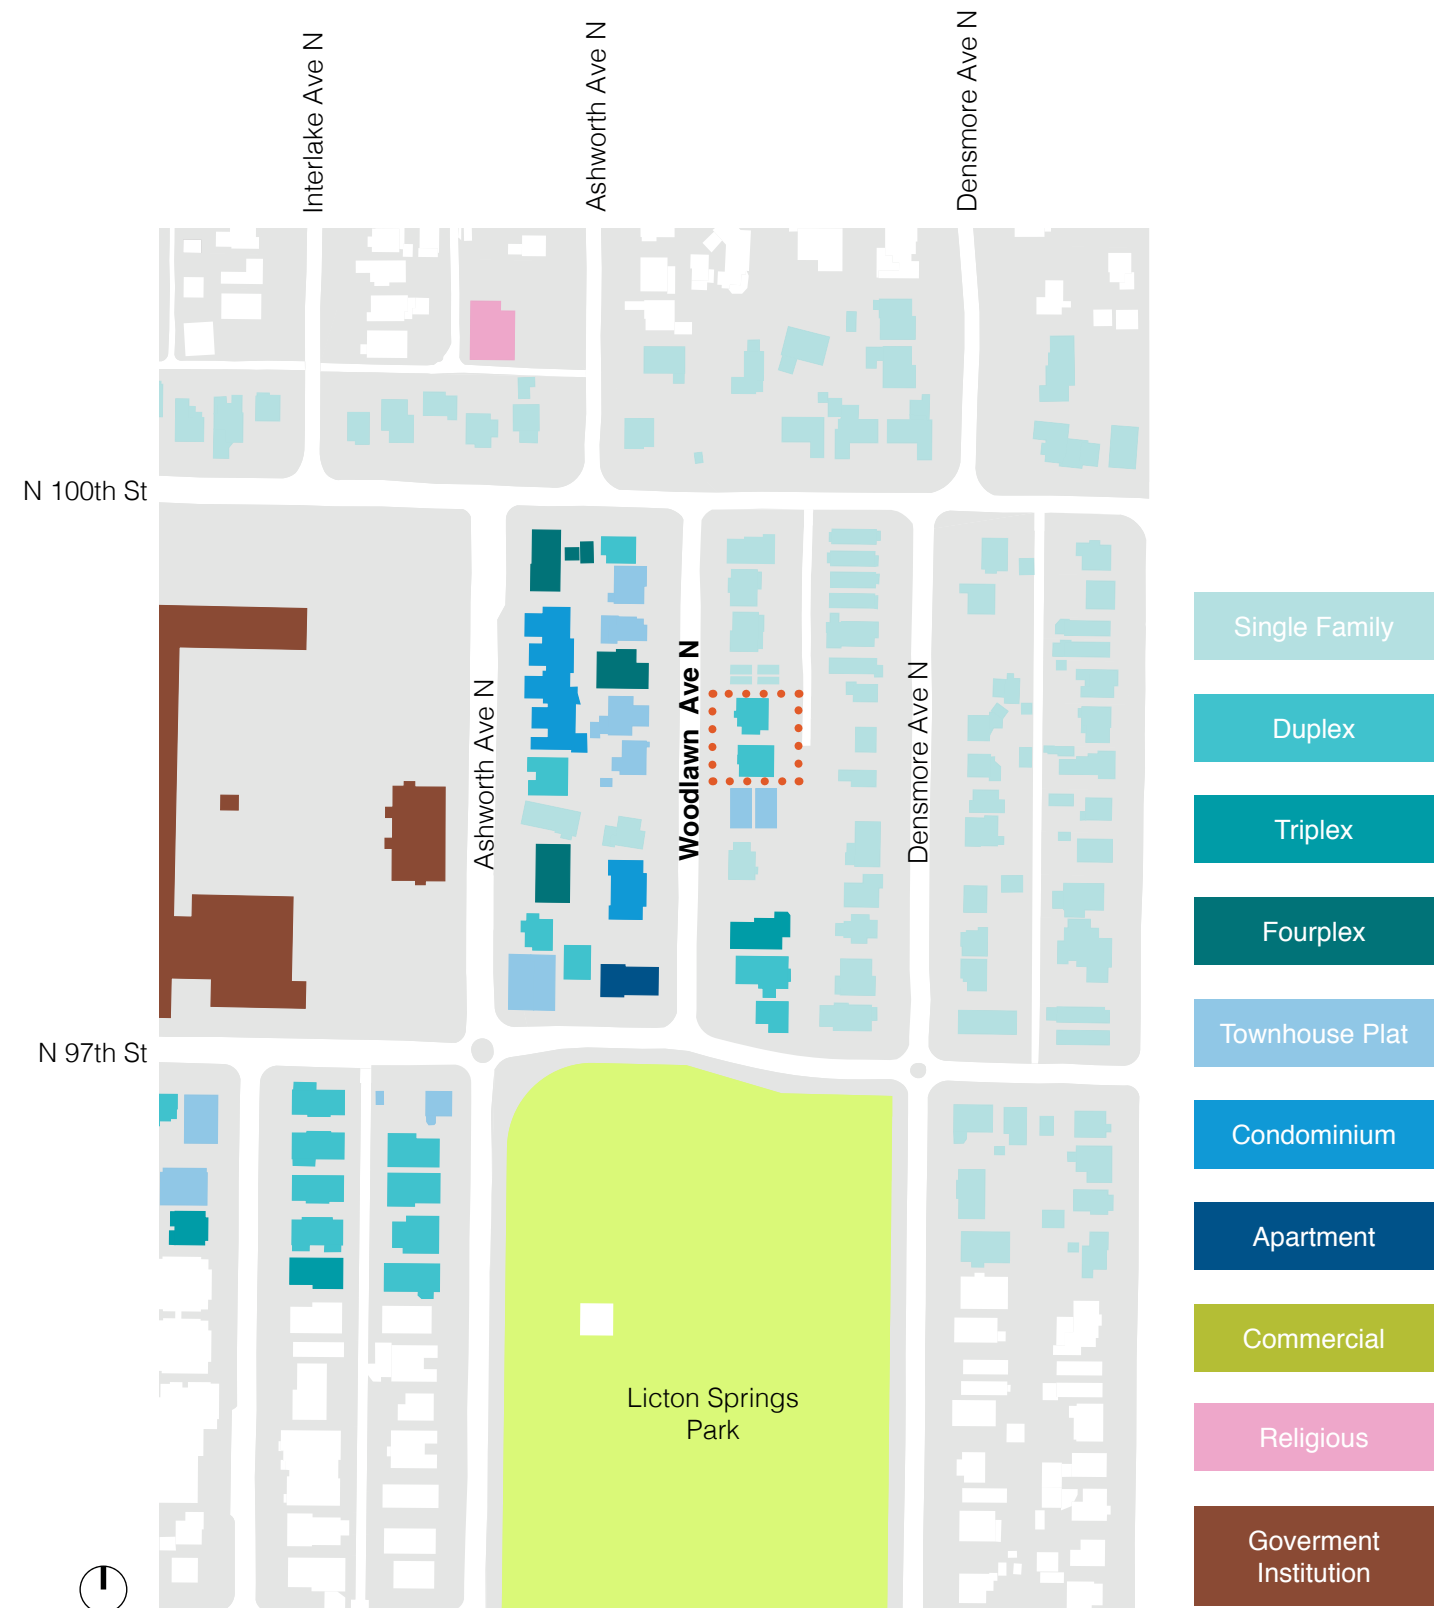 Interlake Ave N
Ashworth Ave N
Densmore Ave N
N 100th St
Ashworth Ave N
Woodlawn Ave N
Densmore Ave N
N 97th St
Licton Springs
Park
Single Family
Duplex
Triplex
Fourplex
Townhouse Plat
Condominium
Apartment
Commercial
Religious
Goverment
Institution